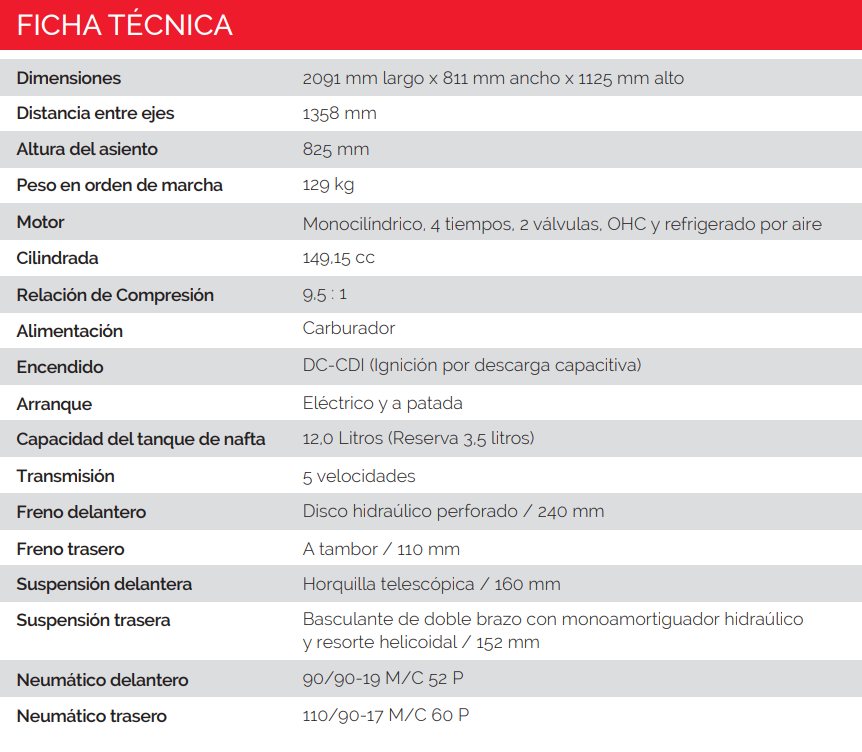 FICHA TÉCNICA
Dimensiones 2091 mm largo x 811 mm ancho x 1125 mm alto
Distancia entre ejes 1358 mm
Altura del asiento 825 mm
Peso en orden de marcha 129 kg
Motor Monocilíndrico, 4 tiempos, 2 válvulas, OHC y refrigerado por aire
Cilindrada 149,15 cc
Relación de Compresión 9,5 : 1
Alimentación Carburador
Encendido DC-CDI (Ignición por descarga capacitiva)
Arranque Eléctrico y a patada
Capacidad del tanque de nafta 12,0 Litros (Reserva 3,5 litros)
Transmisión 5 velocidades
Freno delantero Disco hidraúlico perforado / 240 mm
Freno trasero A tambor / 110 mm
Suspensión delantera Horquilla telescópica / 160 mm
Suspensión trasera Basculante de doble brazo con monoamortiguador hidraúlico
y resorte helicoidal / 152 mm
Neumático delantero 90/90-19 M/C 52 P
Neumático trasero 110/90-17 M/C 60 P